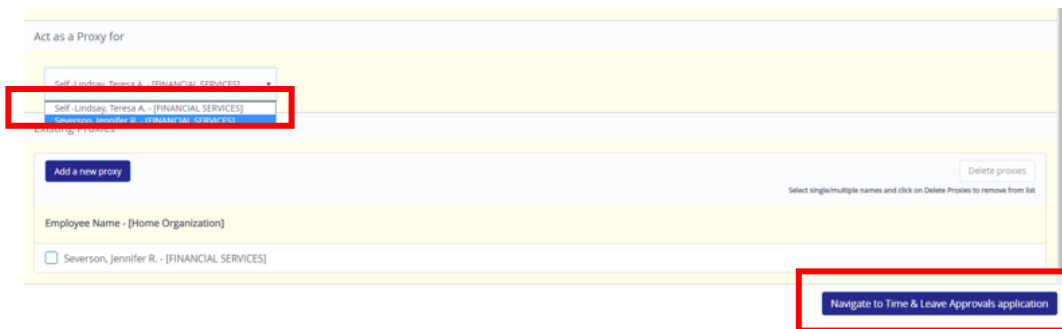 Act as a Proxy for
Self -Lindsay, Teresa A. - [FINANCIAL SERVICES]
Self -Lindsay, Teresa A. - [FINANCIAL SERVICES]
Severson, Jennifer R. - [FINANCIAL SERVICES]
Existing Proxies
Add a new proxy
Delete proxies
Select single/multiple names and click on Delete Proxies to remove from list
Employee Name - [Home Organization]
Severson, Jennifer R. - [FINANCIAL SERVICES]
Navigate to Time & Leave Approvals application